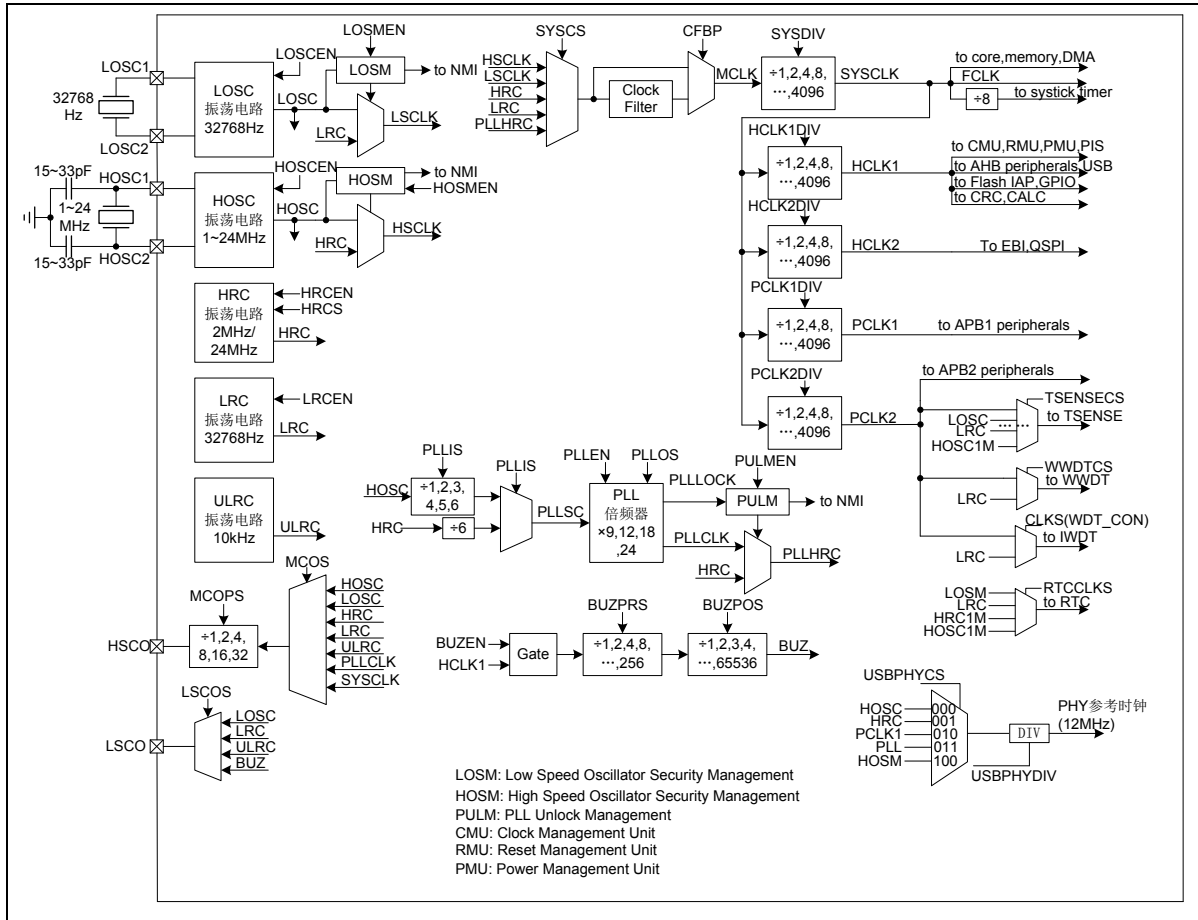 LOSMEN
LOSCEN
LOSC1
32768
Hz
LOSC2
LOSC
振荡电路
32768Hz
LOSC
LOSM
to NMI
LRC
LSCLK
HOSC1
15~33pF
1~24
MHz
15~33pF
HOSC2
HOSCEN
HOSC
振荡电路
1~24MHz
HOSC
HOSM
to NMI
HOSMEN
HRC
HSCLK
HRC
振荡电路
2MHz/
24MHz
HRCEN
HRCS
HRC
LRC
振荡电路
32768Hz
LRCEN
LRC
ULRC
振荡电路
10kHz
ULRC
SYSCS
HSCLK
LSCLK
HRC
LRC
PLLHRC
Clock
Filter
CFBP
MCLK
SYSDIV
÷1,2,4,8,
…,4096
SYSCLK
to core,memory,DMA
FCLK
÷8
to systick timer
HCLK1DIV
÷1,2,4,8,
…,4096
HCLK1
to CMU,RMU,PMU,PIS
to AHB peripherals,USB
to Flash IAP,GPIO
to CRC,CALC
HCLK2DIV
÷1,2,4,8,
…,4096
HCLK2
To EBI,QSPI
PCLK1DIV
÷1,2,4,8,
…,4096
PCLK1
to APB1 peripherals
PCLK2DIV
÷1,2,4,8,
…,4096
PCLK2
to APB2 peripherals
TSENSECS
LOSC
LRC
……
HOSC1M
to TSENSE
WWDTCS
to WWDT
LRC
CLKS(WDT_CON)
to IWDT
LRC
RTCCLKS
LOSM
LRC
HRC1M
HOSC1M
to RTC
PLLIS
HOSC
÷1,2,3,
4,5,6
HRC
÷6
PLLIS
PLLSC
PLLEN
PLLOS
PLL
倍频器
×9,12,18
,24
PLLLOCK
PLLCLK
PULMEN
PULM
to NMI
HRC
PLLHRC
MCOS
HOSC
LOSC
HRC
LRC
ULRC
PLLCLK
SYSCLK
MCOPS
÷1,2,4,
8,16,32
HSCO
LSCOS
LOSC
LRC
ULRC
BUZ
LSCO
BUZEN
HCLK1
Gate
BUZPRS
÷1,2,4,8,
…,256
BUZPOS
÷1,2,3,4,
…,65536
BUZ
USBPHYCS
HOSC 000
HRC 001
PCLK1 010
PLL 011
HOSM 100
DIV
USBPHYDIV
PHY参考时钟
(12MHz)
LOSM: Low Speed Oscillator Security Management
HOSM: High Speed Oscillator Security Management
PULM: PLL Unlock Management
CMU: Clock Management Unit
RMU: Reset Management Unit
PMU: Power Management Unit